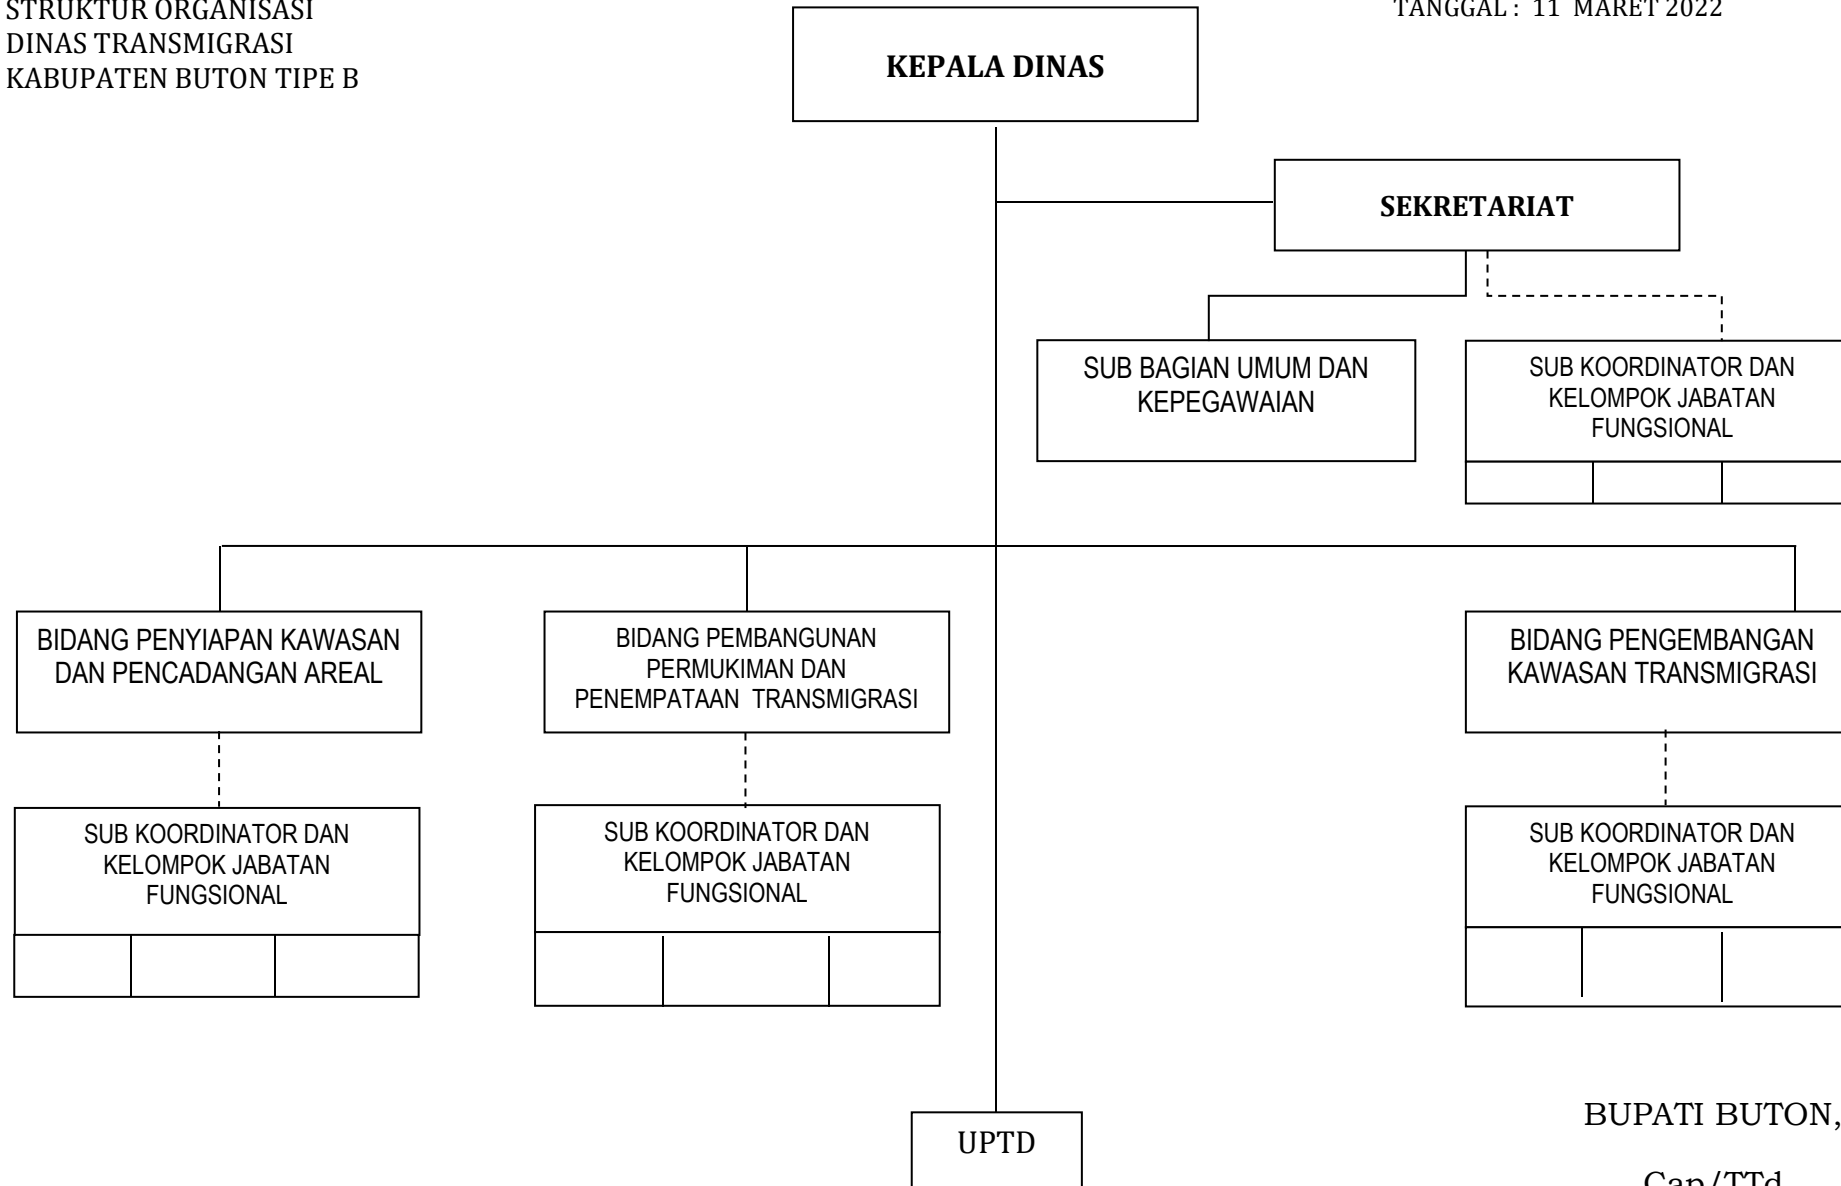 STRUKTUR ORGANISASI
DINAS TRANSMIGRASI
KABUPATEN BUTON TIPE B
TANGGAL : 11 MARET 2022
KEPALA DINAS
SEKRETARIAT
SUB BAGIAN UMUM DAN
KEPEGAWAIAN
SUB KOORDINATOR DAN
KELOMPOK JABATAN
FUNGSIONAL
BIDANG PENYIAPAN KAWASAN
DAN PENCADANGAN AREAL
BIDANG PEMBANGUNAN
PERMUKIMAN DAN
PENEMPATAAN TRANSMIGRASI
BIDANG PENGEMBANGAN
KAWASAN TRANSMIGRASI
SUB KOORDINATOR DAN
KELOMPOK JABATAN
FUNGSIONAL
SUB KOORDINATOR DAN
KELOMPOK JABATAN
FUNGSIONAL
SUB KOORDINATOR DAN
KELOMPOK JABATAN
FUNGSIONAL
UPTD
BUPATI BUTON,
Cap/TTd